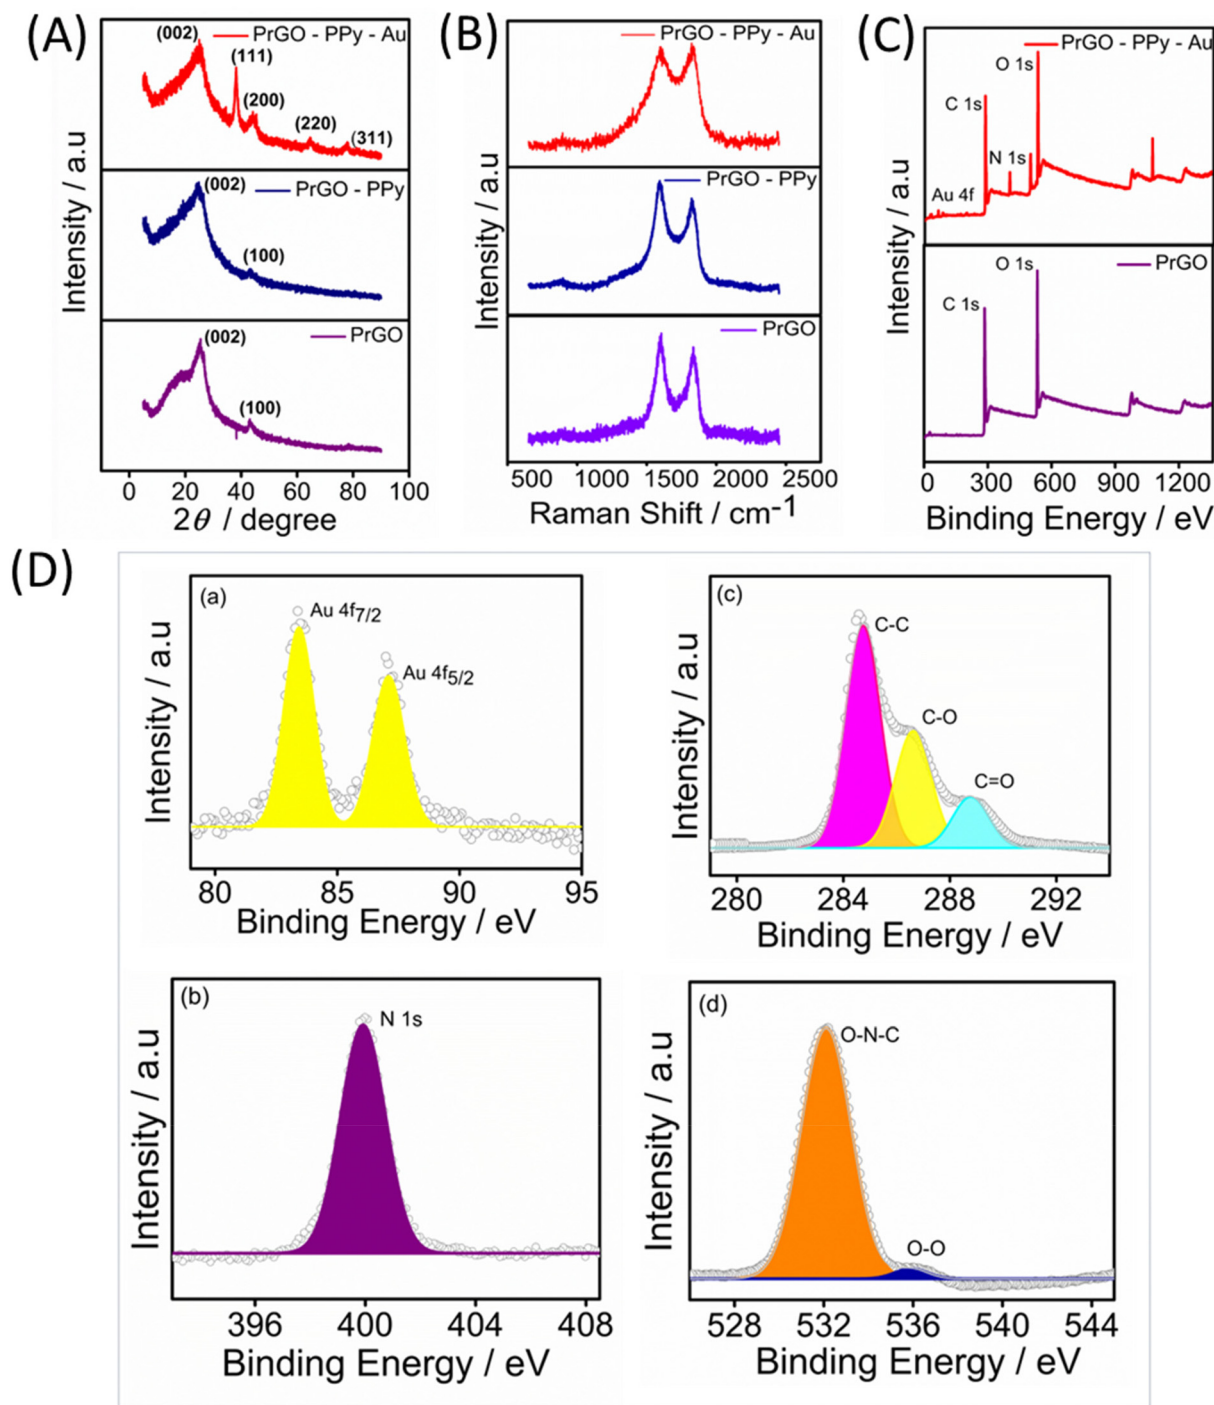 (A)
Intensity / a.u
PrGO - PPy - Au
(002)
(111)
(200)
(220)
(311)
PrGO - PPy
(002)
(100)
PrGO
(002)
(100)
0 20 40 60 80 100
2θ / degree
(B)
Intensity / a.u
PrGO - PPy - Au
PrGO - PPy
PrGO
500 1000 1500 2000 2500
Raman Shift / cm-1
(C)
Intensity / a.u
PrGO - PPy - Au
O 1s
C 1s
N 1s
Au 4f
PrGO
O 1s
C 1s
0 300 600 900 1200
Binding Energy / eV
(D)
(a)
Intensity / a.u
Au 4f7/2
Au 4f5/2
80 85 90 95
Binding Energy / eV
(c)
Intensity / a.u
C-C
C-O
C=O
280 284 288 292
Binding Energy / eV
(b)
Intensity / a.u
N 1s
396 400 404 408
Binding Energy / eV
(d)
Intensity / a.u
O-N-C
O-O
528 532 536 540 544
Binding Energy / eV